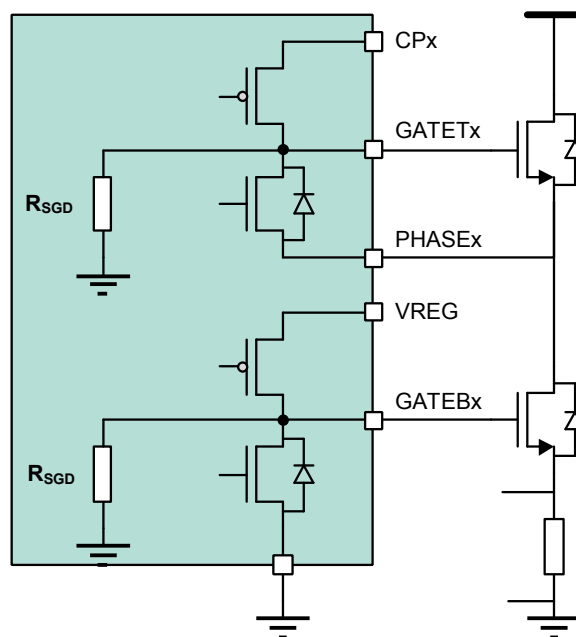 CPx
GATETx
RSGD
PHASEx
VREG
GATEBx
RSGD